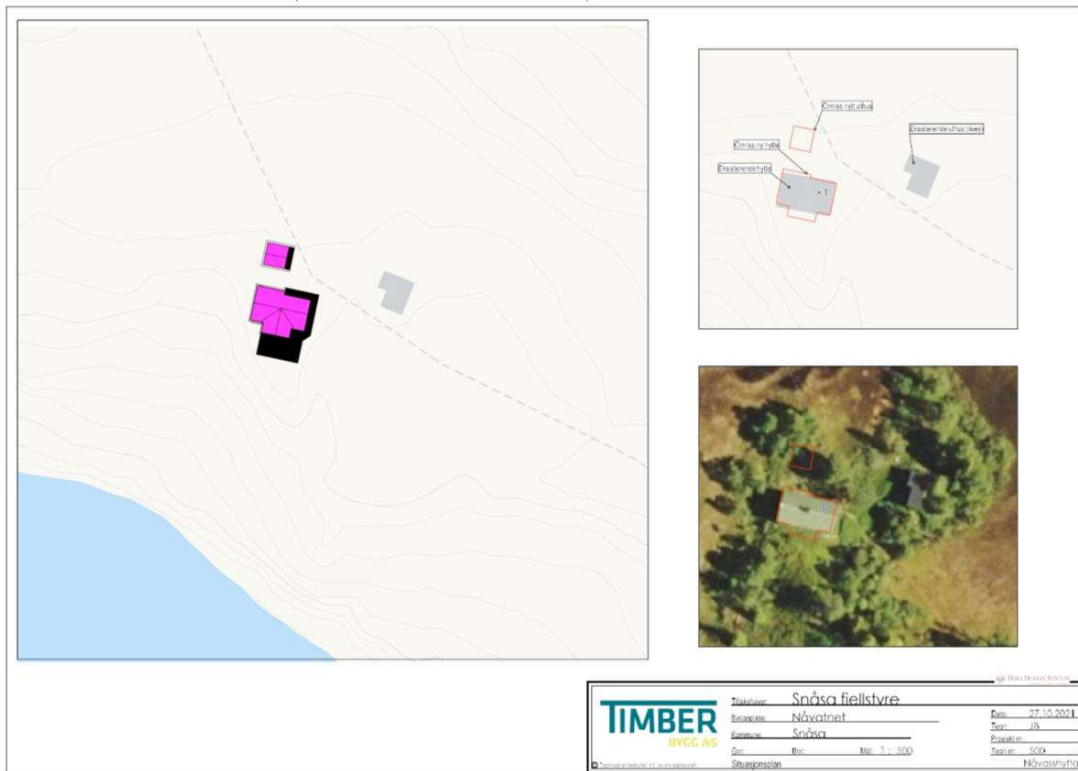 Omriss nytt uthus
Eksisterende uthus (rives)
Omriss ny hytte
Eksisterende hytte
1
TIMBER
BYGG AS
Tiltakshaver: Snåsa fjellstyre
Byggeplass: Nåvatnet
Kommune: Snåsa
Gnr: Bnr: Mål: 1 : 500
Situasjonsplan
Dato: 27.10.2021
Tegn: JB
Prosjekt nr.:
Tegn nr. 500
Nåvasshytta